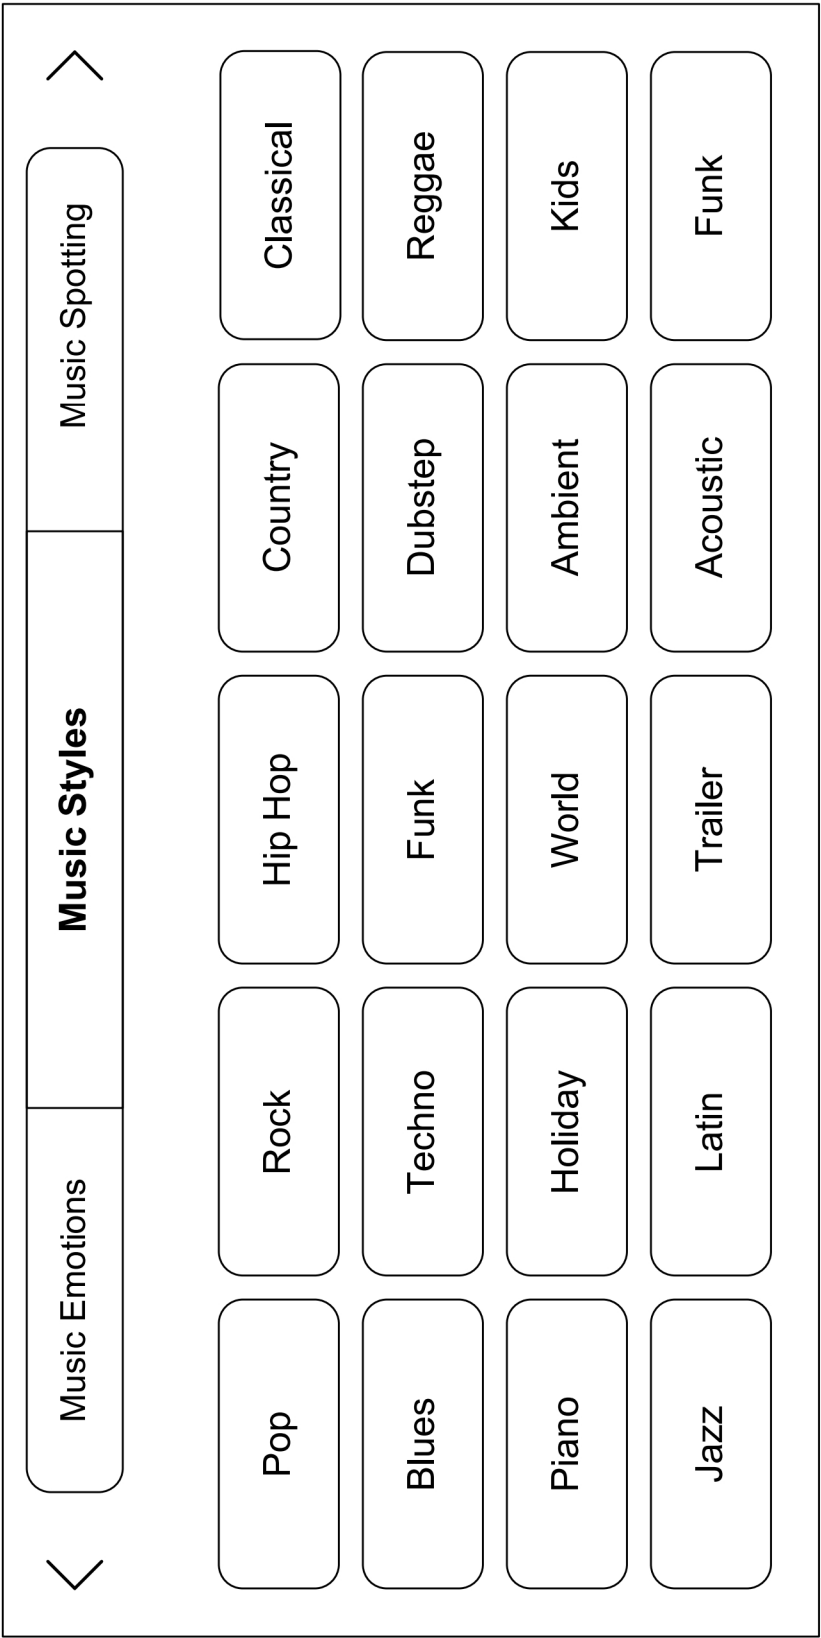 Music Emotions
Music Styles
Music Spotting
Pop
Rock
Hip Hop
Country
Classical
Blues
Techno
Funk
Dubstep
Reggae
Piano
Holiday
World
Ambient
Kids
Jazz
Latin
Trailer
Acoustic
Funk